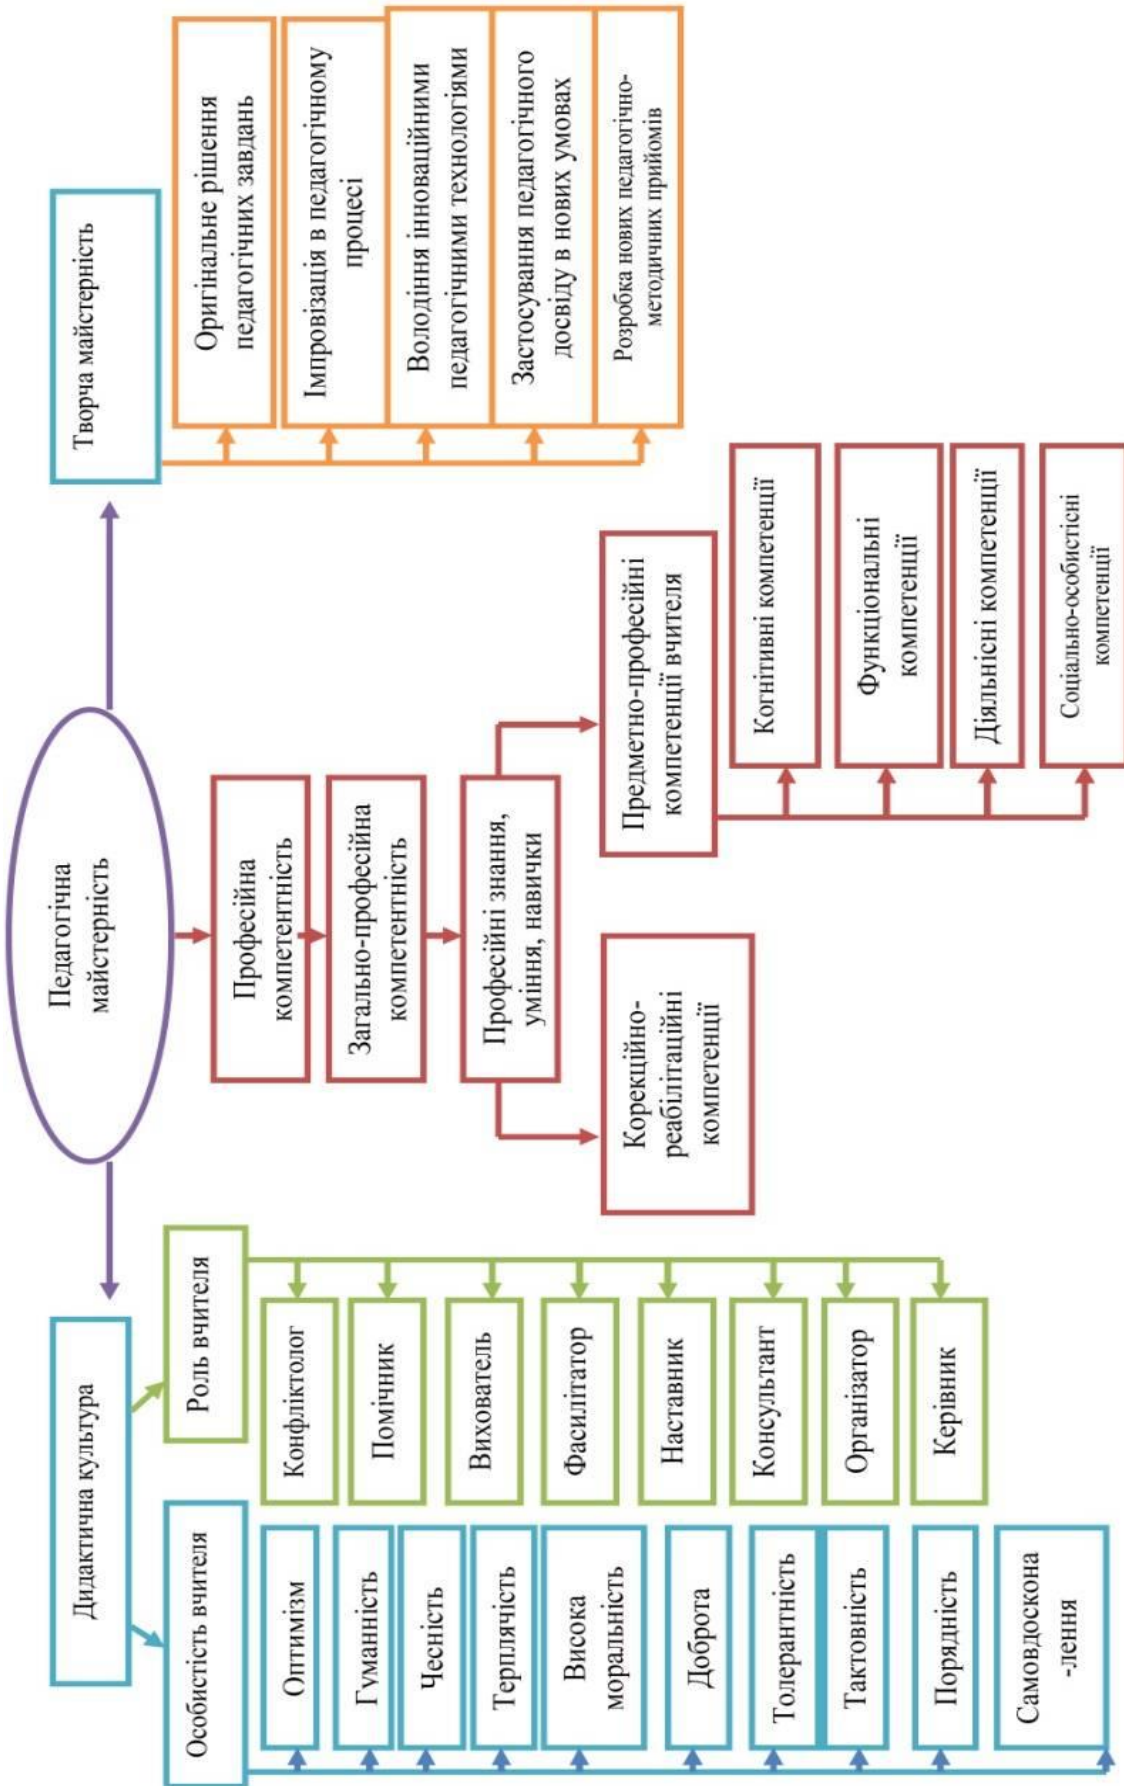 Педагогічна
майстерність
Дидактична культура
Особистість вчителя
Оптимізм
Гуманність
Чесність
Терплячість
Висока
моральність
Доброта
Толерантність
Тактовність
Порядність
Самовдоскона
-лення
Роль вчителя
Конфліктолог
Помічник
Вихователь
Фасилітатор
Наставник
Консультант
Організатор
Керівник
Професійна
компетентність
Загально-професійна
компетентність
Професійні знання,
уміння, навички
Корекційно-
реабілітаційні
компетенції
Предметно-професійні
компетенції вчителя
Когнітивні компетенції
Функціональні
компетенції
Діяльнісні компетенції
Соціально-особистісні
компетенції
Творча майстерність
Оригінальне рішення
педагогічних завдань
Імпровізація в педагогічному
процесі
Володіння інноваційними
педагогічними технологіями
Застосування педагогічного
досвіду в нових умовах
Розробка нових педагогічно-
методичних прийомів